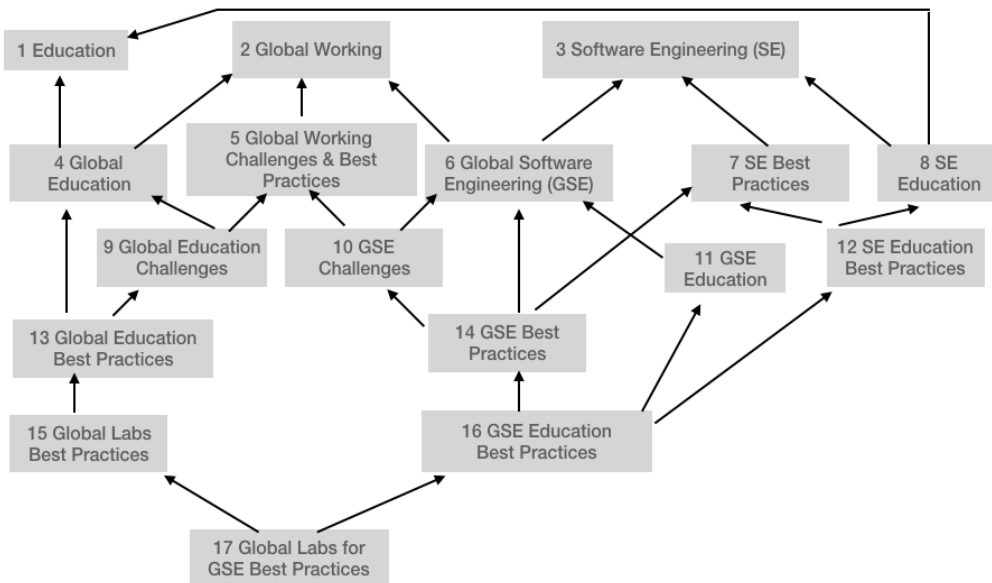 1 Education
2 Global Working
3 Software Engineering (SE)
4 Global
Education
5 Global Working
Challenges & Best
Practices
6 Global Software
Engineering (GSE)
7 SE Best
Practices
8 SE
Education
9 Global Education
Challenges
10 GSE
Challenges
11 GSE
Education
12 SE Education
Best Practices
13 Global Education
Best Practices
14 GSE Best
Practices
15 Global Labs
Best Practices
16 GSE Education
Best Practices
17 Global Labs for
GSE Best Practices